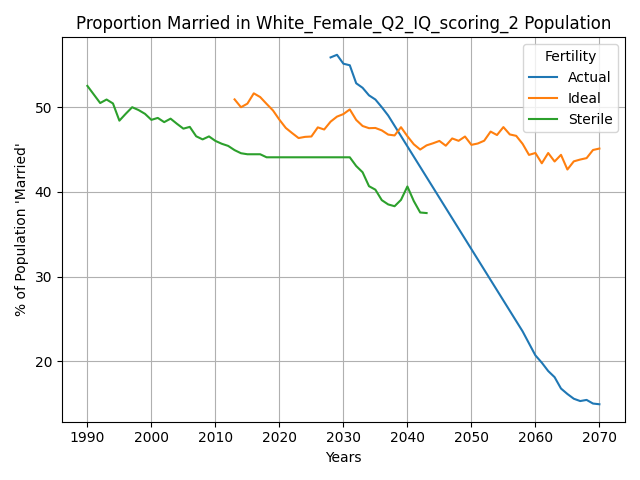 Proportion Married in White_Female_Q2_IQ_scoring_2 Population
Fertility
Actual
Ideal
Sterile
% of Population 'Married'
50
40
30
20
1990 2000 2010 2020 2030 2040 2050 2060 2070
Years